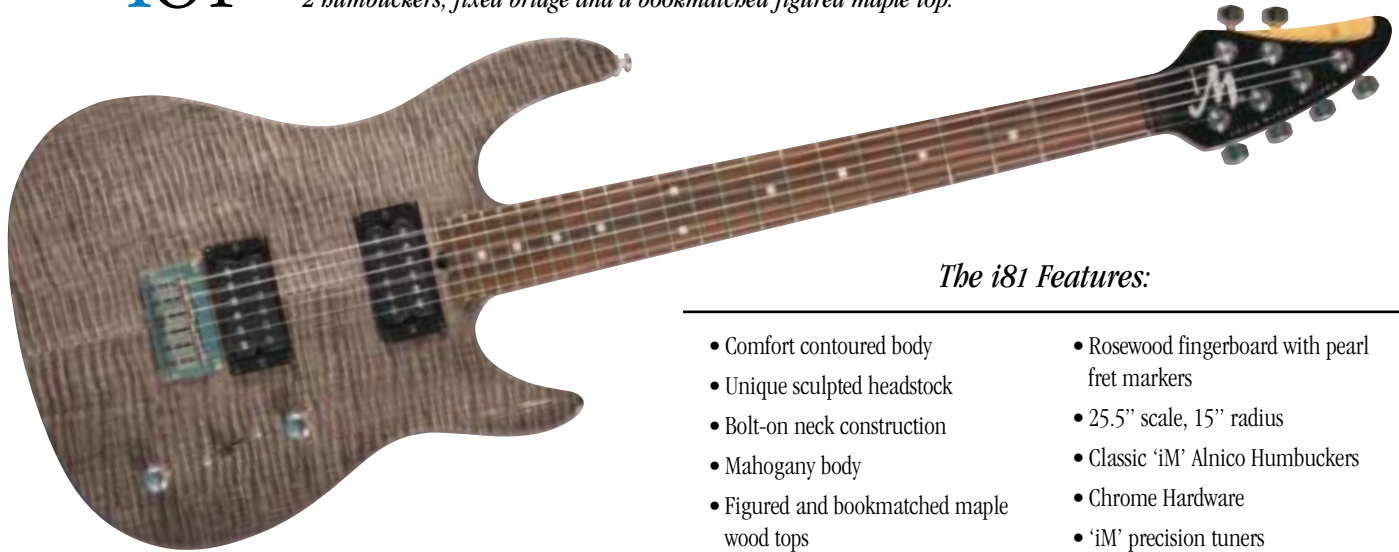 i81
2 humbuckers, fixed bridge and a bookmatched figured maple top.
iM
The i81 Features:
• Comfort contoured body
• Unique sculpted headstock
• Bolt-on neck construction
• Mahogany body
• Figured and bookmatched maple
wood tops
• Rosewood fingerboard with pearl
fret markers
• 25.5’’ scale, 15’’ radius
• Classic ‘iM’ Alnico Humbuckers
• Chrome Hardware
• ‘iM’ precision tuners